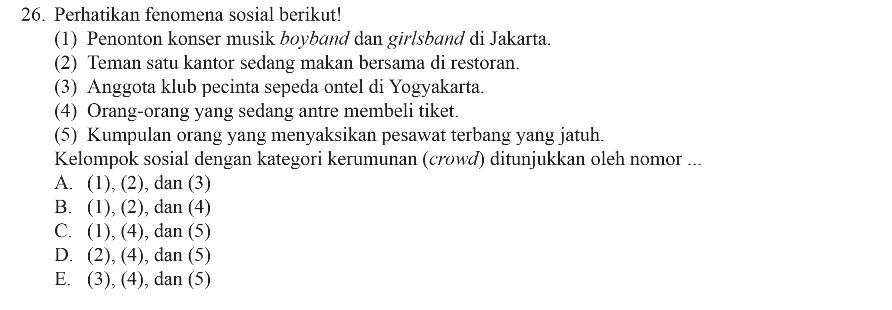 26. Perhatikan fenomena sosial berikut!
(1) Penonton konser musik boyband dan girlsband di Jakarta.
(2) Teman satu kantor sedang makan bersama di restoran.
(3) Anggota klub pecinta sepeda ontel di Yogyakarta.
(4) Orang-orang yang sedang antre membeli tiket.
(5) Kumpulan orang yang menyaksikan pesawat terbang yang jatuh.
Kelompok sosial dengan kategori kerumunan (crowd) ditunjukkan oleh nomor ...
A. (1), (2), dan (3)
B. (1), (2), dan (4)
C. (1), (4), dan (5)
D. (2), (4), dan (5)
E. (3), (4), dan (5)